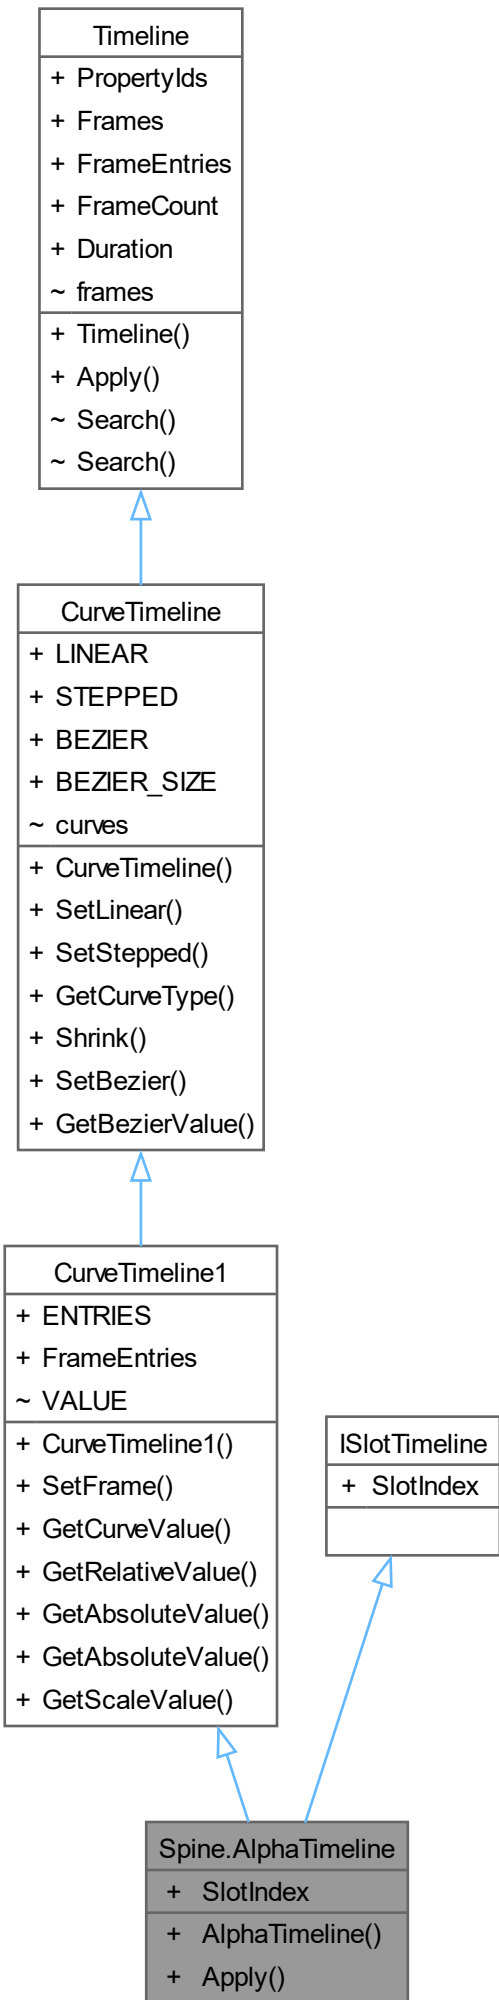 Timeline
+ PropertyIds
+ Frames
+ FrameEntries
+ FrameCount
+ Duration
~ frames
+ Timeline()
+ Apply()
~ Search()
~ Search()
CurveTimeline
+ LINEAR
+ STEPPED
+ BEZIER
+ BEZIER_SIZE
~ curves
+ CurveTimeline()
+ SetLinear()
+ SetStepped()
+ GetCurveType()
+ Shrink()
+ SetBezier()
+ GetBezierValue()
CurveTimeline1
+ ENTRIES
+ FrameEntries
~ VALUE
+ CurveTimeline1()
+ SetFrame()
+ GetCurveValue()
+ GetRelativeValue()
+ GetAbsoluteValue()
+ GetAbsoluteValue()
+ GetScaleValue()
ISlotTimeline
+ SlotIndex
Spine.AlphaTimeline
+ SlotIndex
+ AlphaTimeline()
+ Apply()